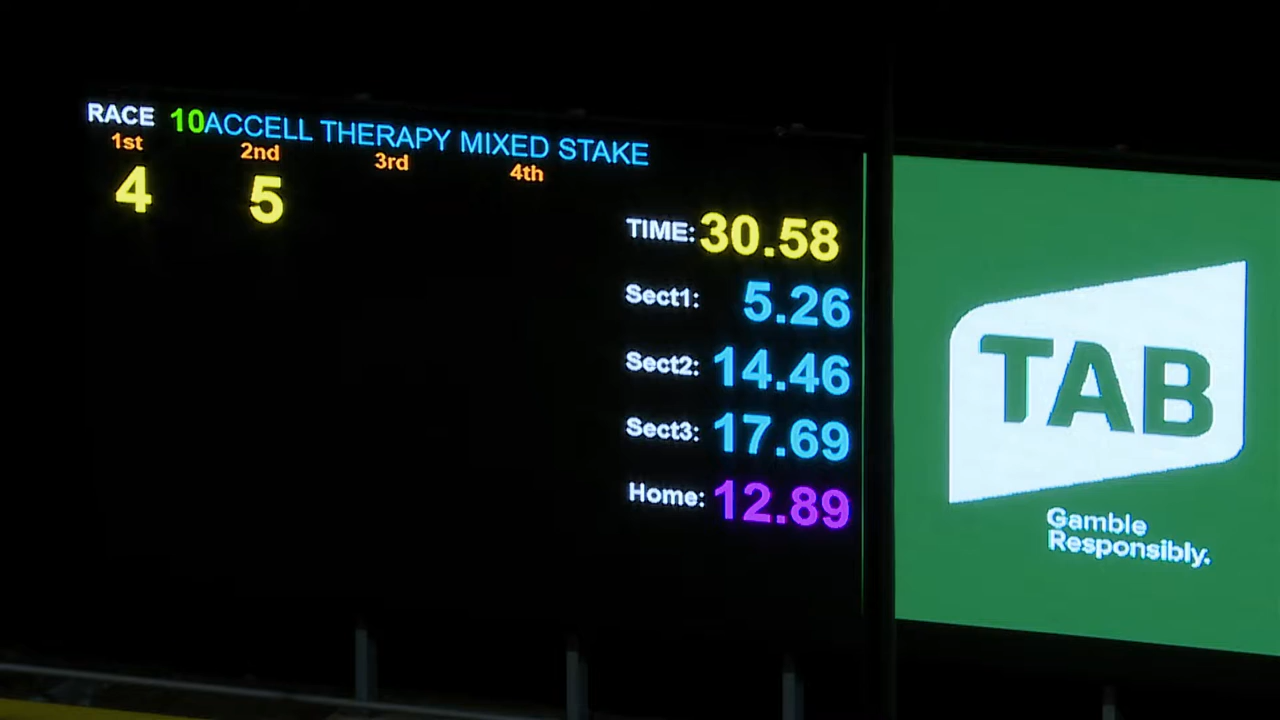 RACE 10ACCELL THERAPY MIXED STAKE
1st 2nd 3rd 4th
4 5
TIME: 30.58
Sect1: 5.26
Sect2: 14.46
Sect3: 17.69
Home: 12.89
TAB
Gamble
Responsibly.